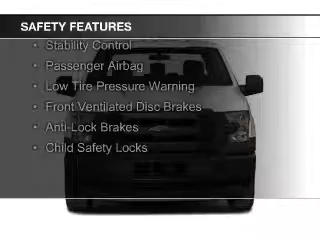 SAFETY FEATURES
• Stability Control
• Passenger Airbag
• Low Tire Pressure Warning
• Front Ventilated Disc Brakes
• Anti-Lock Brakes
• Child Safety Locks